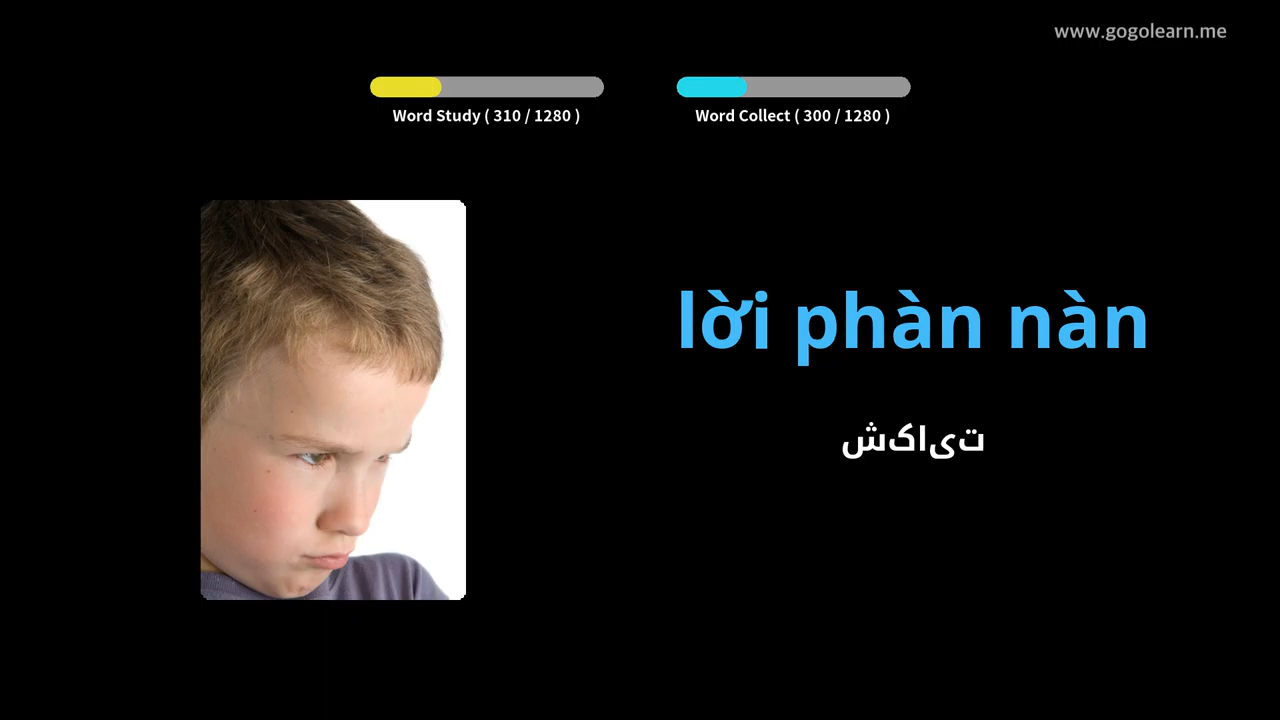 www.gogolearn.me
Word Study ( 310 / 1280 )
Word Collect ( 300 / 1280 )
lời phàn nàn
شکایت